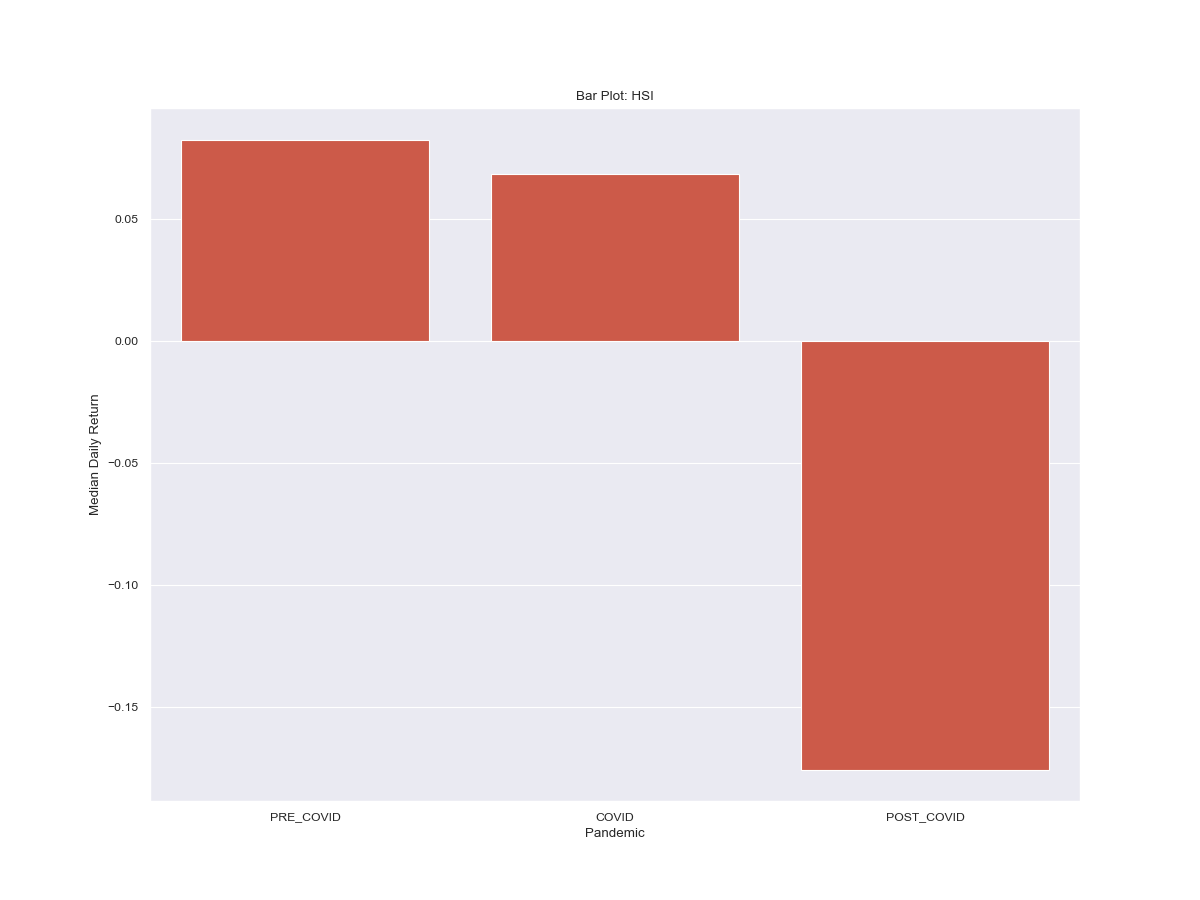 Bar Plot: HSI
Median Daily Return
0.05
0.00
−0.05
−0.10
−0.15
PRE_COVID
COVID
POST_COVID
Pandemic